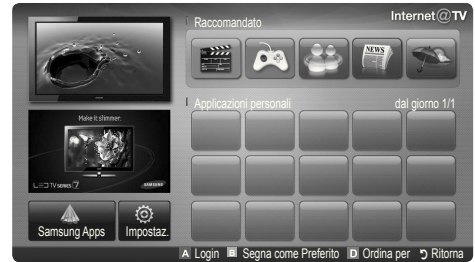 Internet@TV
Raccomandato
NEWS
Applicazioni personali dal giorno 1/1
Make it slimmer.
LED TV SERIES 7 SAMSUNG
Samsung Apps Impostaz.
A Login B Segna come Preferito D Ordina per Ritorna